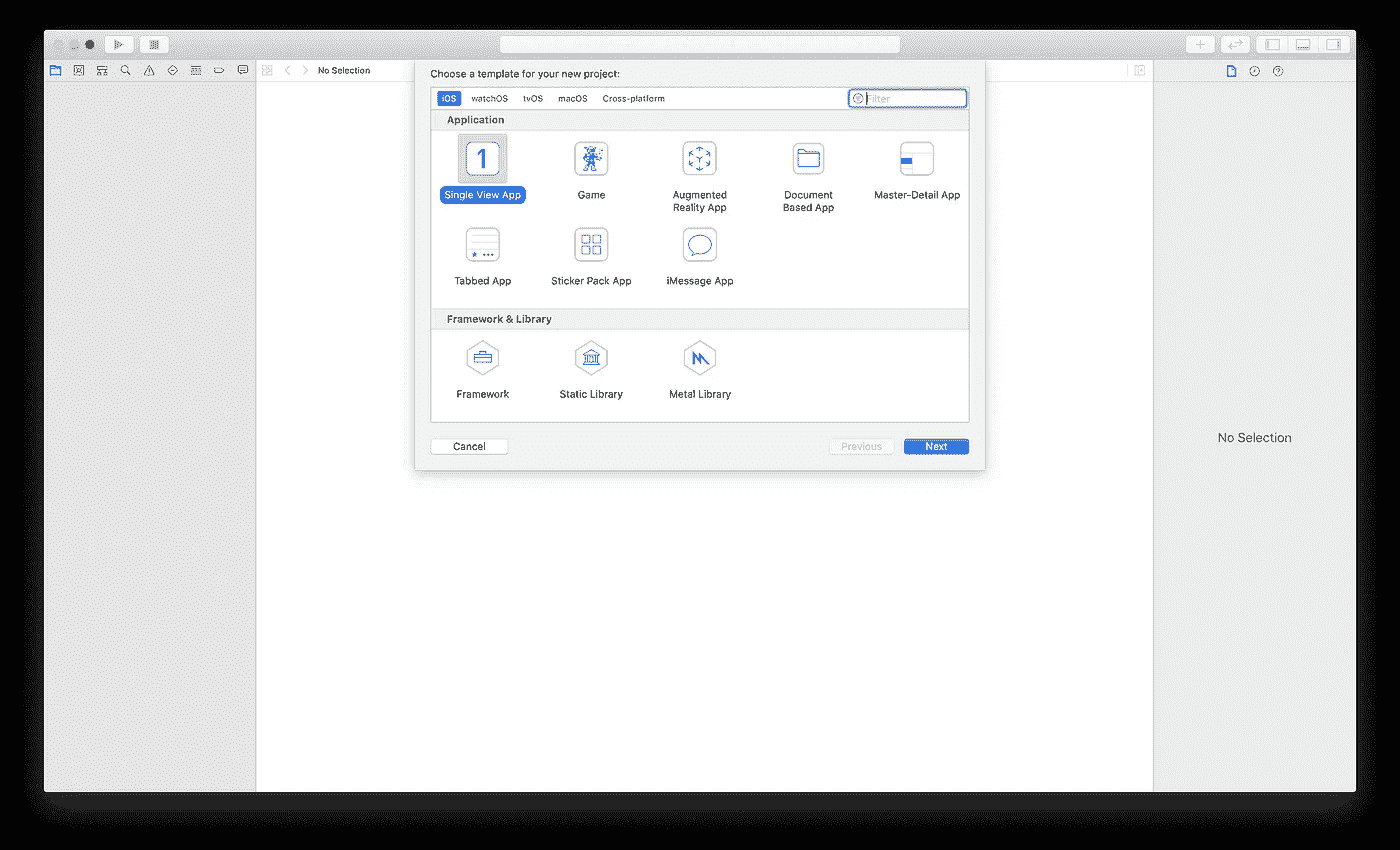 No Selection
Choose a template for your new project:
iOS watchOS tvOS macOS Cross-platform Filter
Application
1
Single View App Game Augmented Reality App Document Based App Master-Detail App
Tabbed App Sticker Pack App iMessage App
Framework & Library
Framework Static Library Metal Library
Cancel Previous Next
No Selection